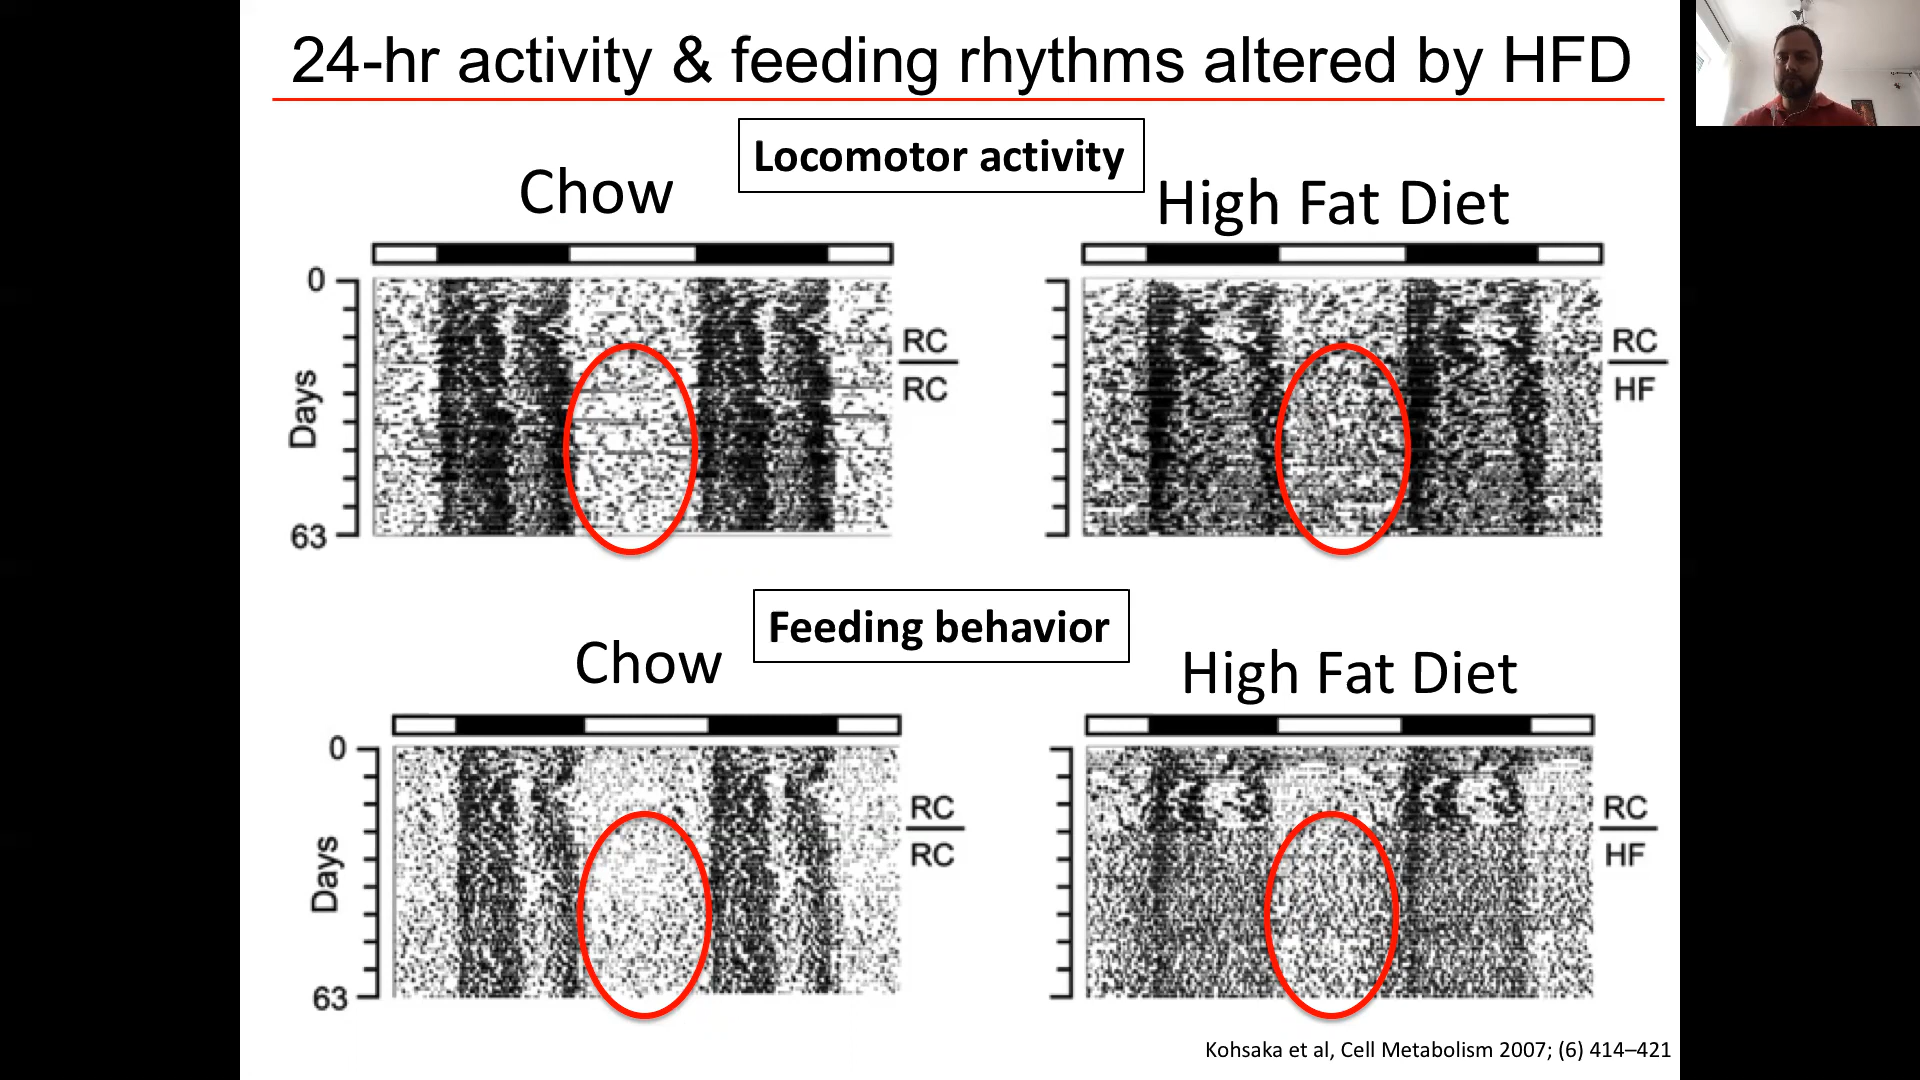 24-hr activity & feeding rhythms altered by HFD
Locomotor activity
Chow
High Fat Diet
0
Days
63
RC
RC
RC
HF
Feeding behavior
Chow
High Fat Diet
0
Days
63
RC
RC
RC
HF
Kohsaka et al, Cell Metabolism 2007; (6) 414–421